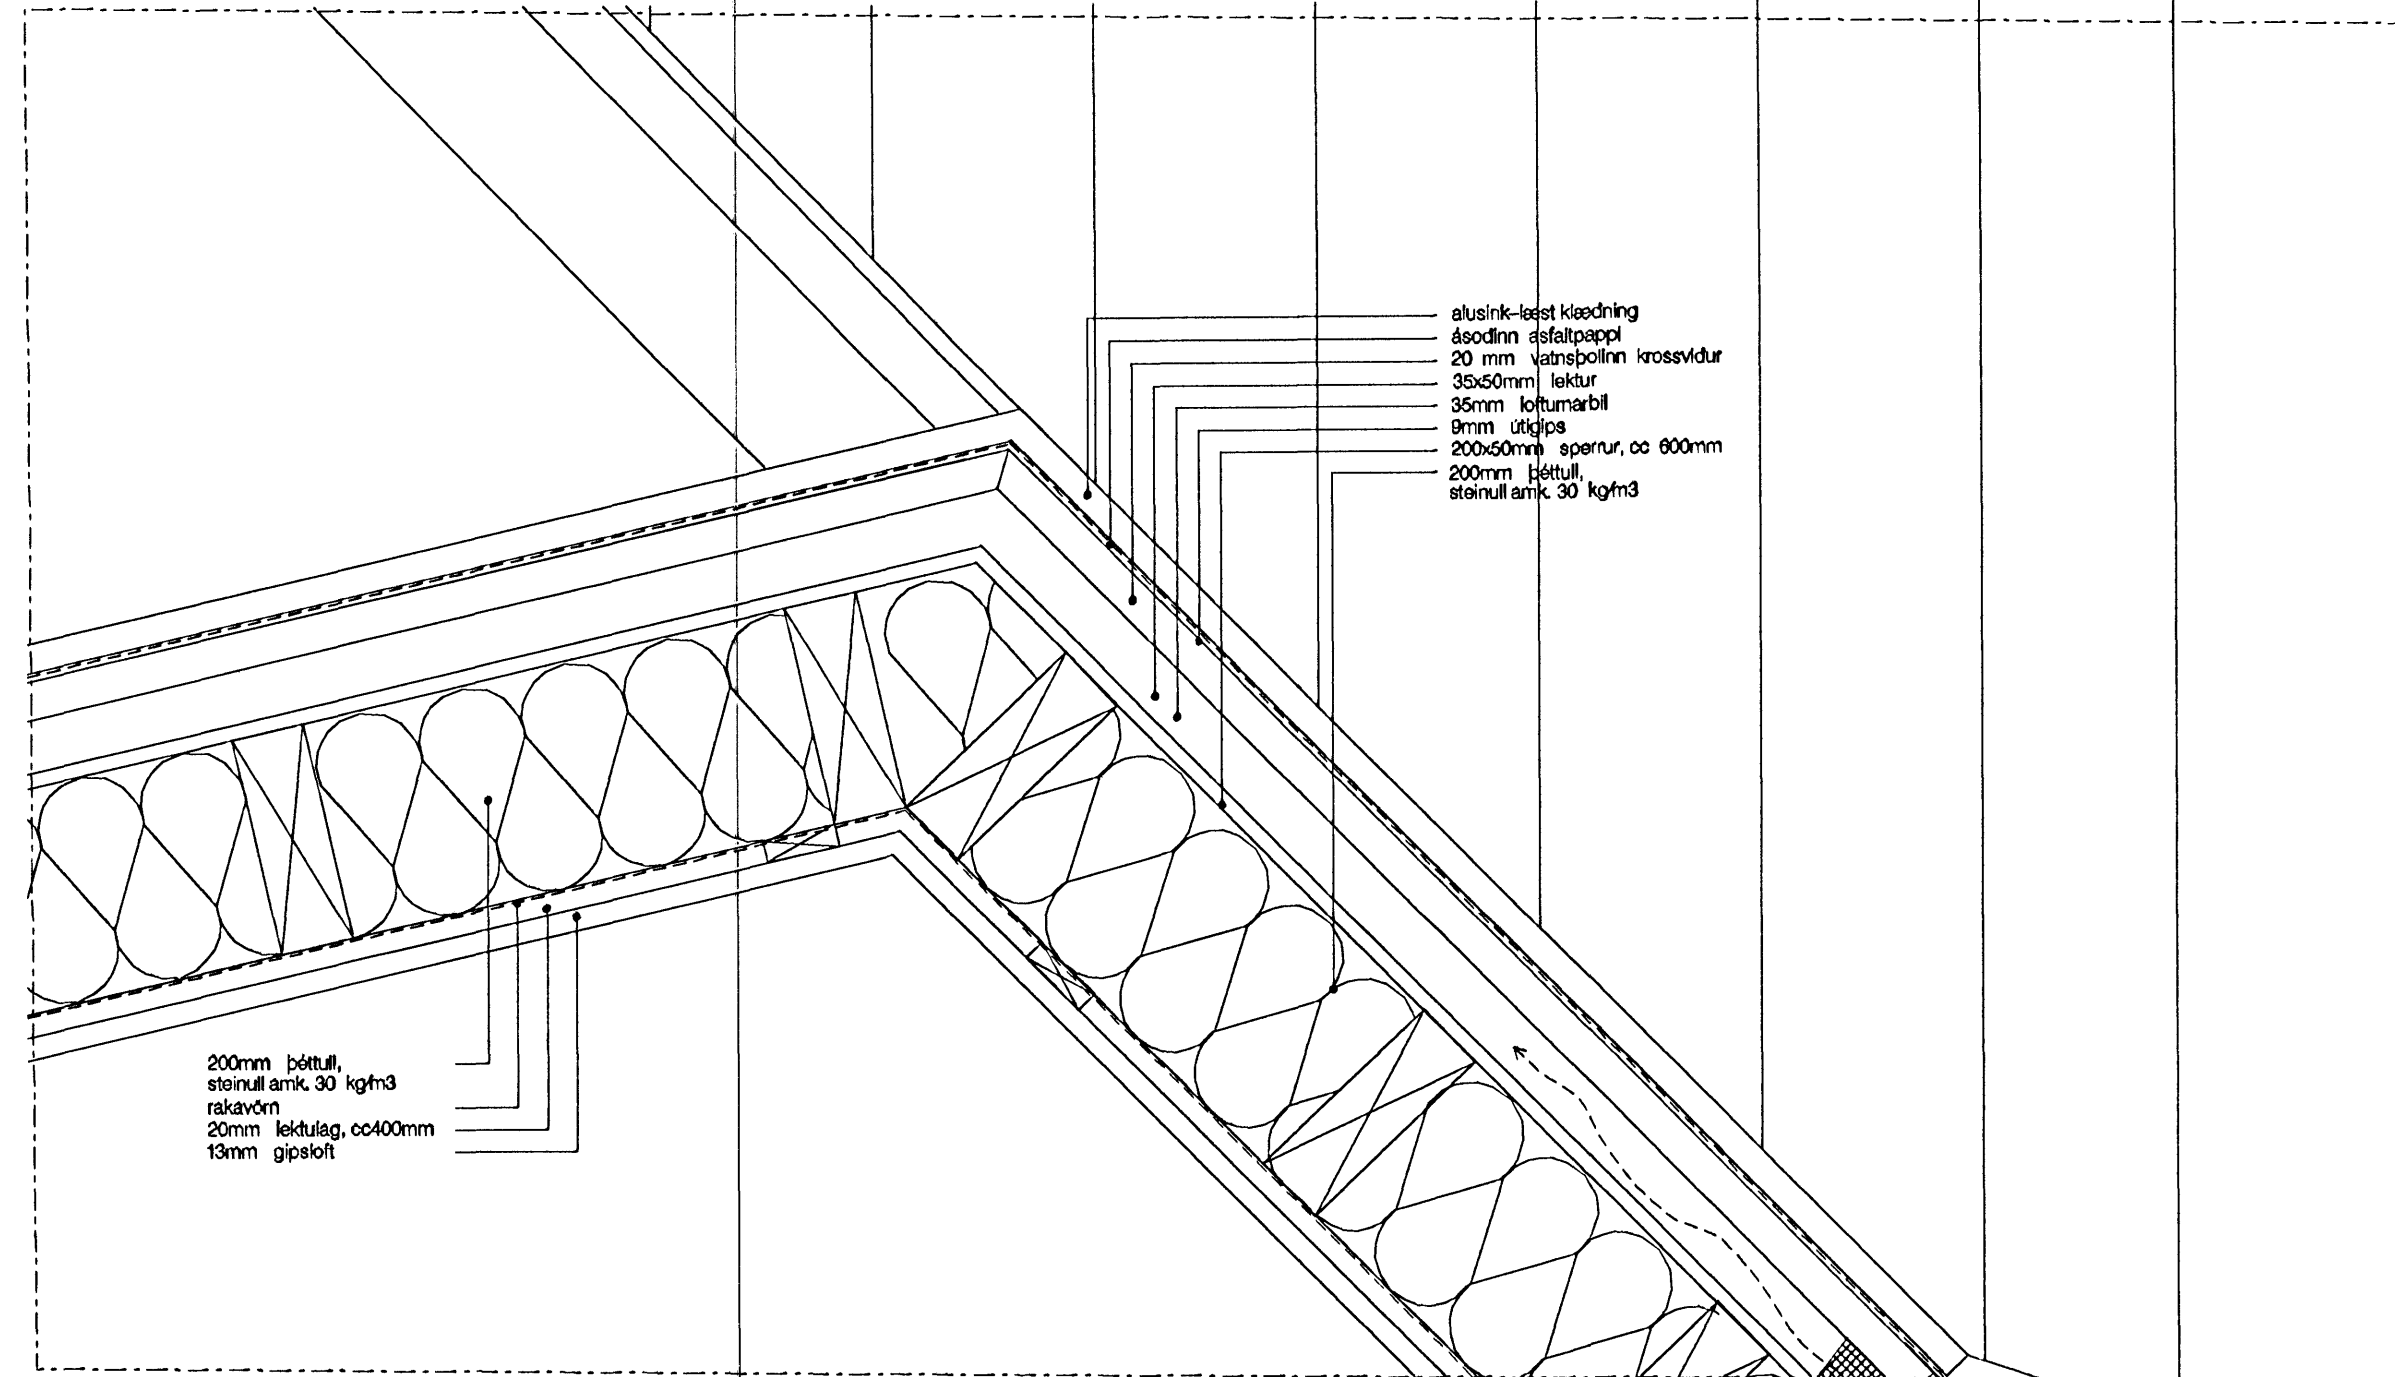 alusink-læst klæðning
ásoðinn asfaltpappi
20 mm vatnsþolinn krossviður
35x50mm lektur
35mm loftunarbil
9mm útigips
200x50mm sperrur, cc 600mm
200mm þéttull,
steinull amk. 30 kg/m3
200mm þéttull,
steinull amk. 30 kg/m3
rakavörn
20mm lektulag, cc400mm
13mm gipsloft